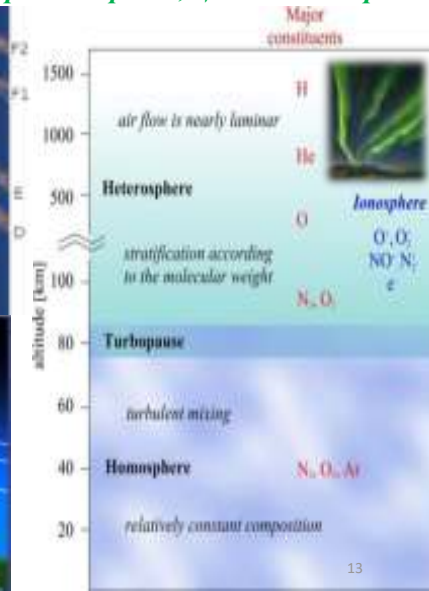 Major
constituents
F2
F1
E
D
altitude [km]
1500
1000
500
100
80
60
40
20
H
air flow is nearly laminar
He
Heterosphere
Ionosphere
O
stratification according
to the molecular weight
N₂, O₂
Turbopause
turbulent mixing
Homosphere
N₂, O₂, Ar
relatively constant composition
13